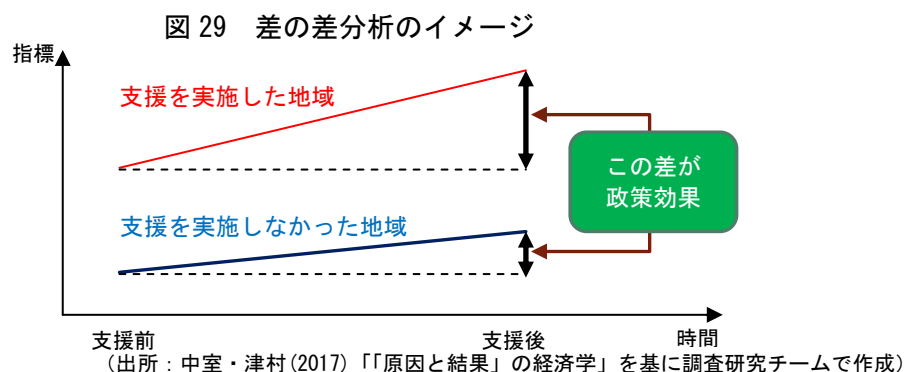 図 29　差の差分析のイメージ
指標
支援を実施した地域
この差が
政策効果
支援を実施しなかった地域
支援前
支援後
時間
（出所：中室・津村(2017)「「原因と結果」の経済学」を基に調査研究チームで作成）